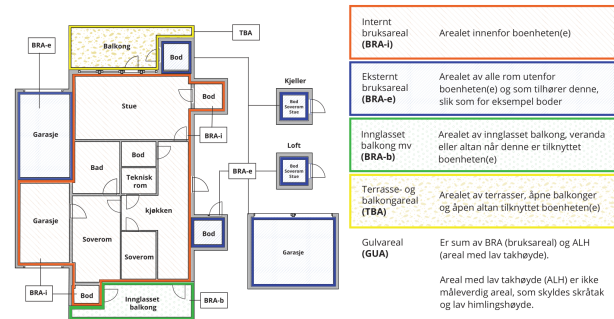 TBA
Balkong
BRA-e
Bod
Kjeller
Bod
Soverom
Stue
Stue
Bod
Garasje
BRA-i
Loft
Bod
Soverom
Stue
Bad
Bod
BRA-e
Teknisk
rom
Garasje
kjøkken
Bod
Soverom
Soverom
Garasje
BRA-i
Bod
Innglasset
balkong
BRA-b
Internt
bruksareal
(BRA-i)
Arealet innenfor boenheten(e)
Eksternt
bruksareal
(BRA-e)
Arealet av alle rom utenfor
boenheten(e) og som tilhører denne,
slik som for eksempel boder
Innglasset
balkong mv
(BRA-b)
Arealet av innglasset balkong, veranda
eller altan når denne er tilknyttet
boenheten(e)
Terrasse- og
balkongareal
(TBA)
Arealet av terrasser, åpne balkonger
og åpen altan tilknyttet boenheten(e)
Gulvareal
(GUA)
Er sum av BRA (bruksareal) og ALH
(areal med lav takhøyde).
Areal med lav takhøyde (ALH) er ikke
måleverdig areal, som skyldes skråtak
og lav himlingshøyde.